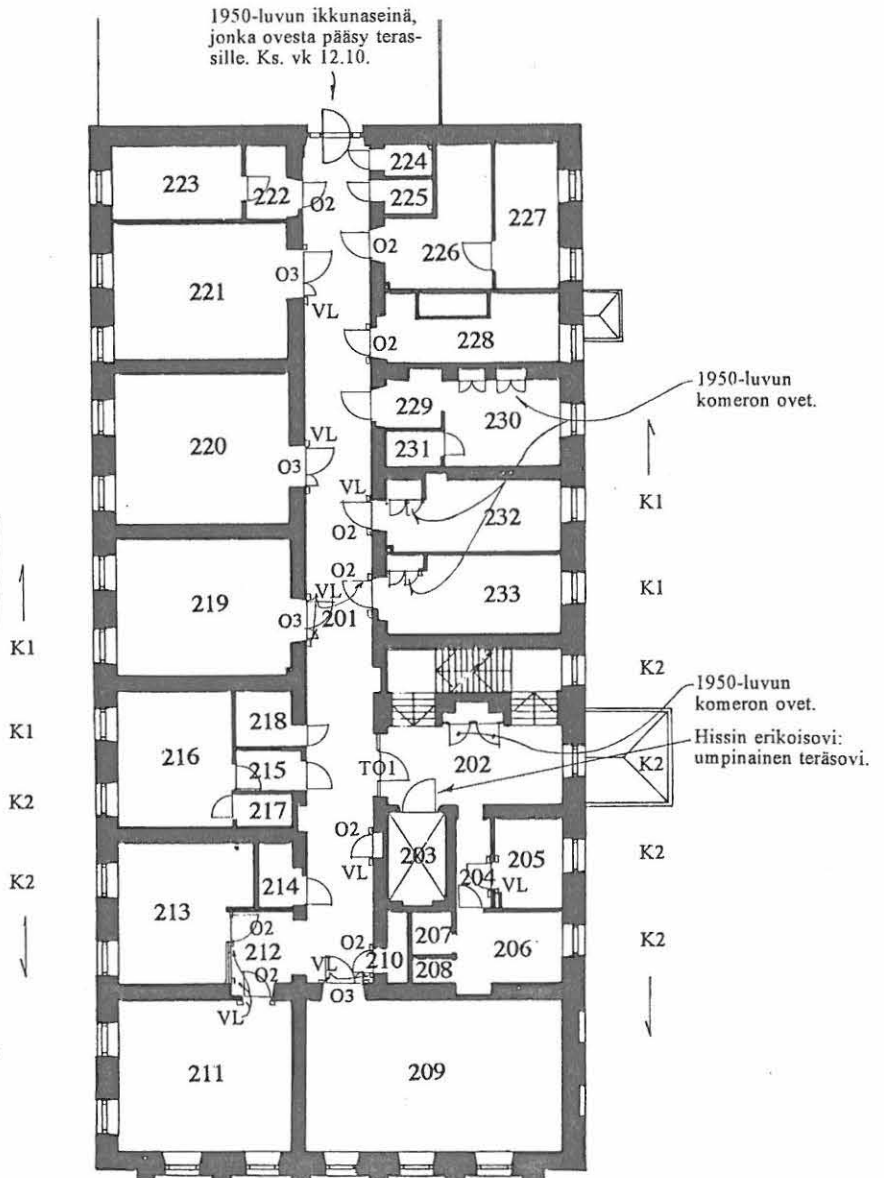 1950-luvun ikkunaseinä,
jonka ovesta pääsy teras-
sille. Ks. vk 12.10.
224
223
222
225
O2
227
226
O2
O3
221
VL
228
O2
1950-luvun
komeron ovet.
229
230
220
VL
231
O3
VL
K1
232
O2
O2
VL
K1
233
219
201
O3
K1
K2
1950-luvun
komeron ovet.
218
K1
216
Hissin erikoisovi:
umpinainen teräsovi.
202
K2
TO1
215
K2
217
O2
203
205
K2
VL
204
K2
214
VL
213
O2
207
206
K2
212
O2
210
VL
208
O2
O3
VL
211
209